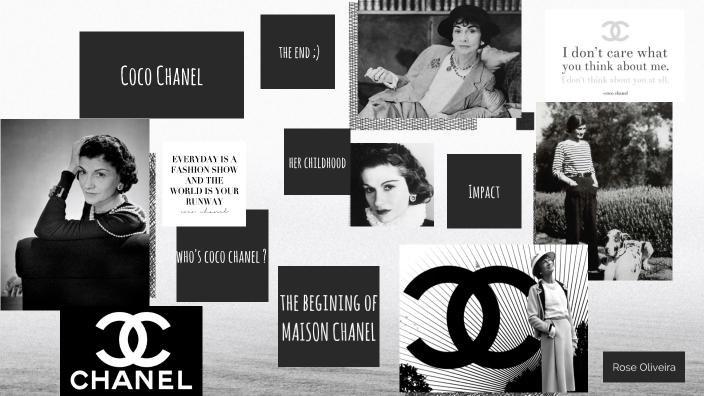 COCO CHANEL
THE END ;)
I don't care what
you think about me.
I don't think about you at all.
-coco chanel
EVERYDAY IS A
FASHION SHOW
AND THE
WORLD IS YOUR
RUNWAY
coco chanel
HER CHILDHOOD
IMPACT
WHO'S COCO CHANEL ?
THE BEGINING OF
MAISON CHANEL
CHANEL
Rose Oliveira